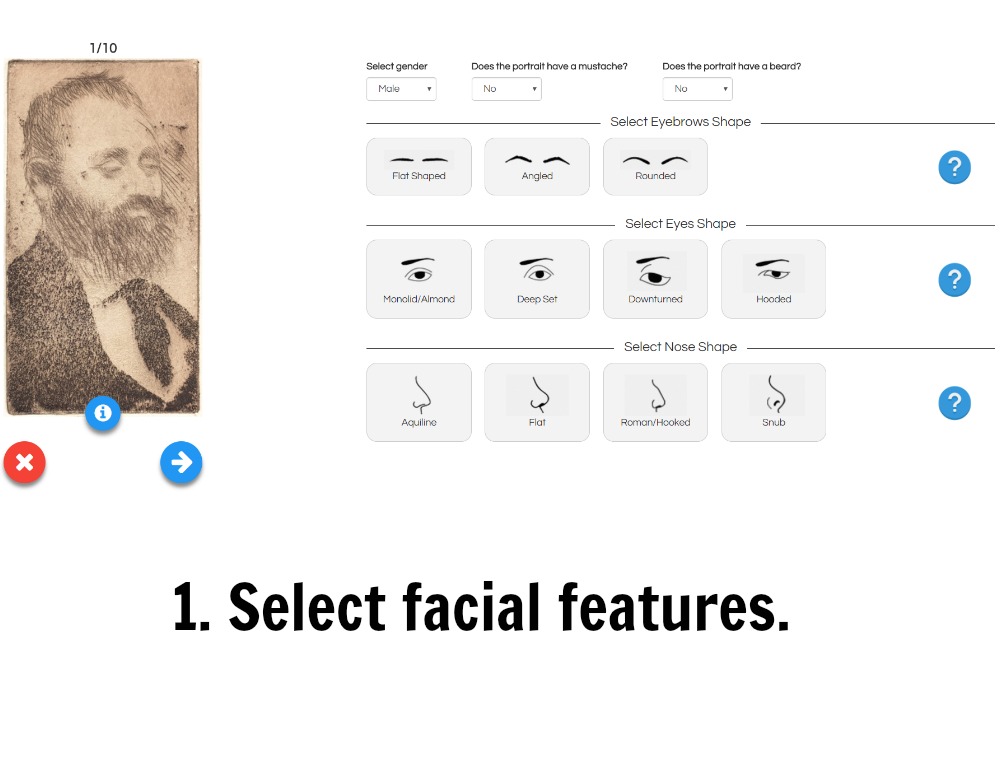 1/10
Select gender
Does the portrait have a mustache?
Does the portrait have a beard?
Male
No
No
Select Eyebrows Shape
Flat Shaped
Angled
Rounded
?
Select Eyes Shape
Monolid/Almond
Deep Set
Downturned
Hooded
?
Select Nose Shape
Aquiline
Flat
Roman/Hooked
Snub
?
i
1. Select facial features.